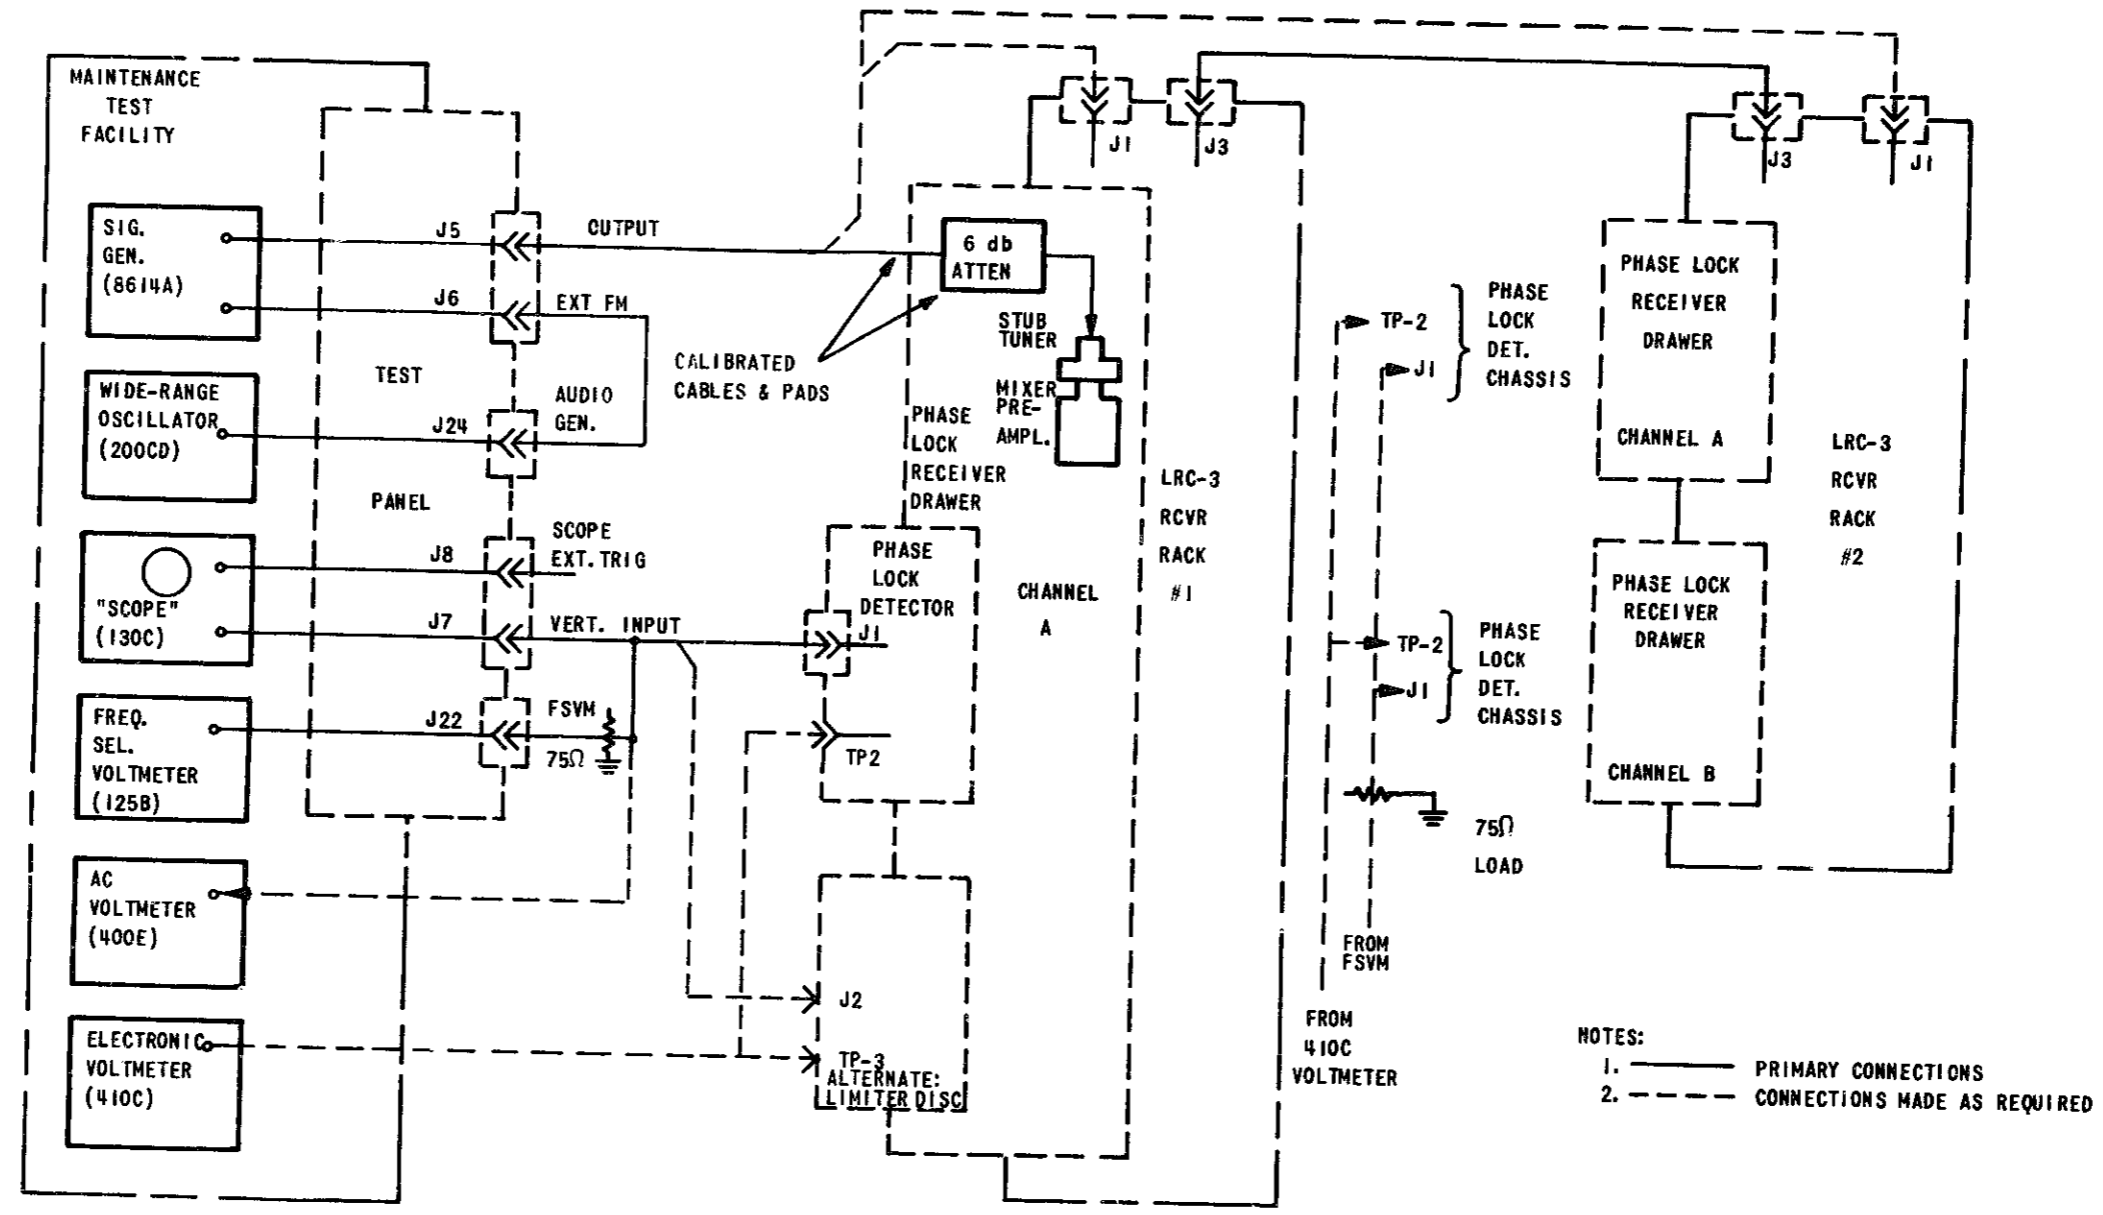 MAINTENANCE
TEST
FACILITY
SIG.
GEN.
(8614A)
WIDE-RANGE
OSCILLATOR
(200CD)
"SCOPE"
(130C)
FREQ.
SEL.
VOLTMETER
(125B)
AC
VOLTMETER
(400E)
ELECTRONIC
VOLTMETER
(410C)
TEST
PANEL
J5
J6
J24
J8
J7
J22
OUTPUT
EXT FM
AUDIO
GEN.
SCOPE
EXT. TRIG
VERT. INPUT
FSVM
75Ω
CALIBRATED
CABLES & PADS
6 db
ATTEN
STUB
TUNER
MIXER
PRE-
AMPL.
PHASE
LOCK
RECEIVER
DRAWER
PHASE
LOCK
DETECTOR
J1
TP2
CHANNEL
A
J2
TP-3
ALTERNATE:
LIMITER DISC
J1
J3
LRC-3
RCVR
RACK
#1
TP-2
J1
PHASE
LOCK
DET.
CHASSIS
TP-2
J1
PHASE
LOCK
DET.
CHASSIS
75Ω
LOAD
FROM
FSVM
FROM
410C
VOLTMETER
J3
J1
PHASE LOCK
RECEIVER
DRAWER
CHANNEL A
PHASE LOCK
RECEIVER
DRAWER
CHANNEL B
LRC-3
RCVR
RACK
#2
NOTES:
1. PRIMARY CONNECTIONS
2. CONNECTIONS MADE AS REQUIRED